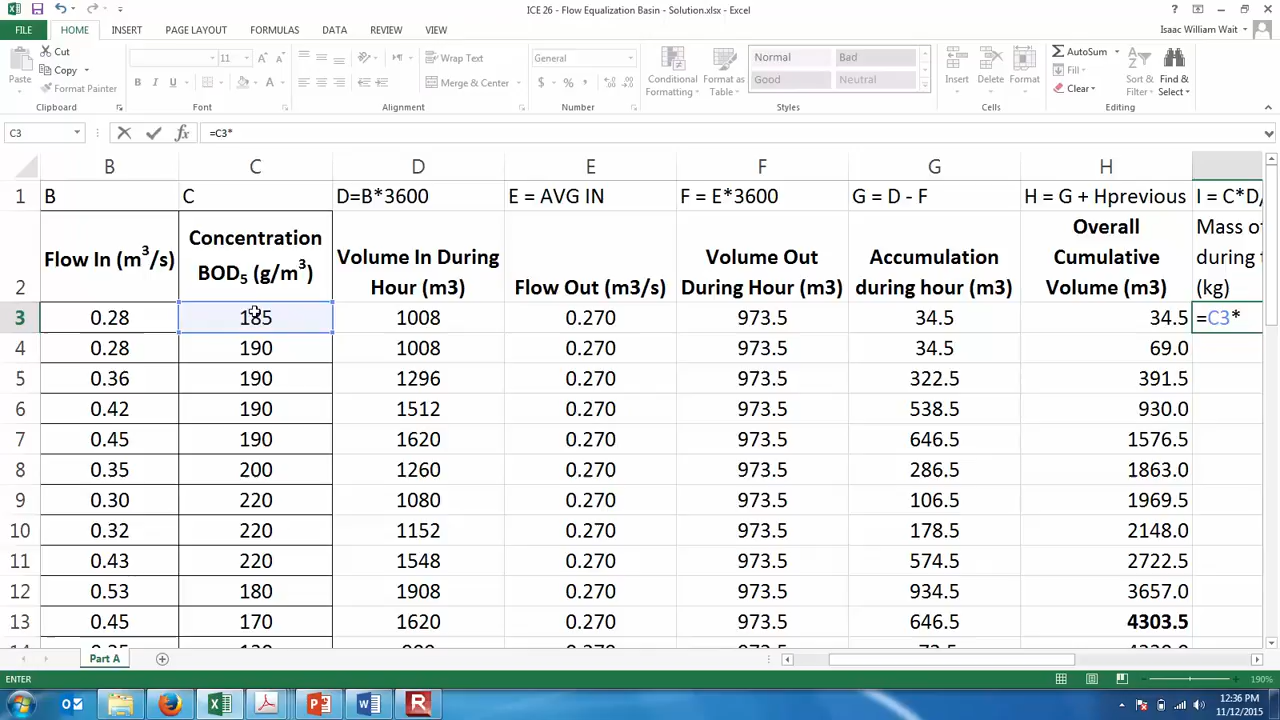 ICE 26 - Flow Equalization Basin - Solution.xlsx - Excel
FILE HOME INSERT PAGE LAYOUT FORMULAS DATA REVIEW VIEW Isaac William Wait
Paste Cut Copy Format Painter Clipboard
11 B I U A A A Font
Wrap Text Merge & Center Alignment
General $ % , Number
Conditional Formatting Format as Table Normal Bad Good Neutral Styles
Insert Delete Format Cells
AutoSum Fill Clear Sort & Filter Find & Select Editing
C3 fx =C3*
B C D E F G H
1 B C D=B*3600 E = AVG IN F = E*3600 G = D - F H = G + Hprevious I = C*D/
2 Flow In (m3/s) Concentration BOD5 (g/m3) Volume In During Hour (m3) Flow Out (m3/s) Volume Out During Hour (m3) Accumulation during hour (m3) Overall Cumulative Volume (m3) Mass of during (kg)
3 0.28 185 1008 0.270 973.5 34.5 34.5 =C3*
4 0.28 190 1008 0.270 973.5 34.5 69.0
5 0.36 190 1296 0.270 973.5 322.5 391.5
6 0.42 190 1512 0.270 973.5 538.5 930.0
7 0.45 190 1620 0.270 973.5 646.5 1576.5
8 0.35 200 1260 0.270 973.5 286.5 1863.0
9 0.30 220 1080 0.270 973.5 106.5 1969.5
10 0.32 220 1152 0.270 973.5 178.5 2148.0
11 0.43 220 1548 0.270 973.5 574.5 2722.5
12 0.53 180 1908 0.270 973.5 934.5 3657.0
13 0.45 170 1620 0.270 973.5 646.5 4303.5
Part A
ENTER 190%
12:36 PM
11/12/2015